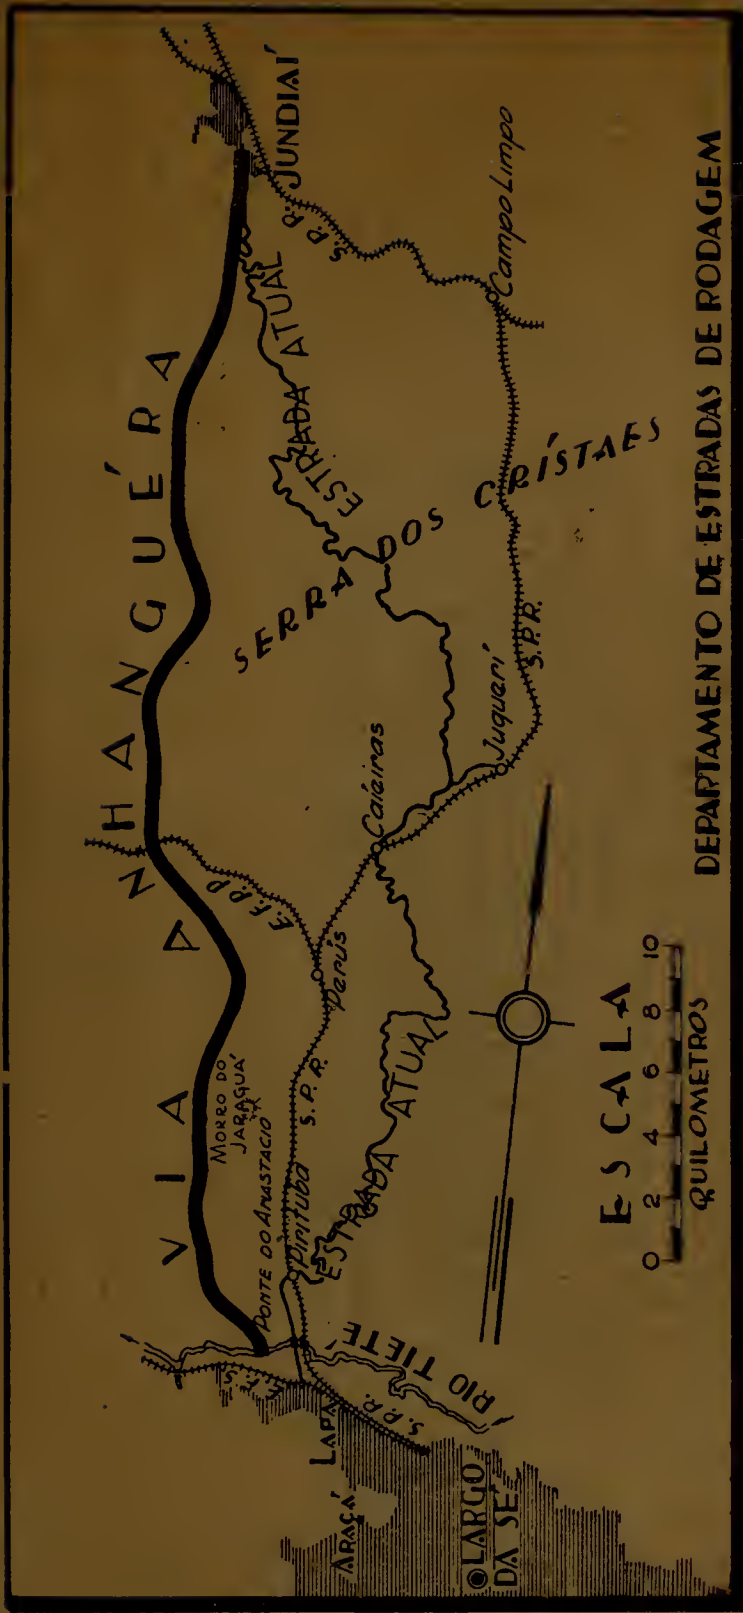 VIA ANHANGUÉRA
JUNDIAÍ
S. P. R.
ESTRADA ATUAL
Campo Limpo
SERRA DOS CRÍSTAES
S.P.R.
Juquerí
Caieiras
E.F.P.P
Perús
S. P. R.
MORRO DO
JARAGUÁ
PONTE DO ANASTACIO
Pirituba
ESTRADA ATUAL
RIO TIETÉ
E. F. S.
S.P.R.
LAPA
ARAÇÁ
LARGO
DA SÉ
ESCALA
0 2 4 6 8 10
QUILOMETROS
DEPARTAMENTO DE ESTRADAS DE RODAGEM